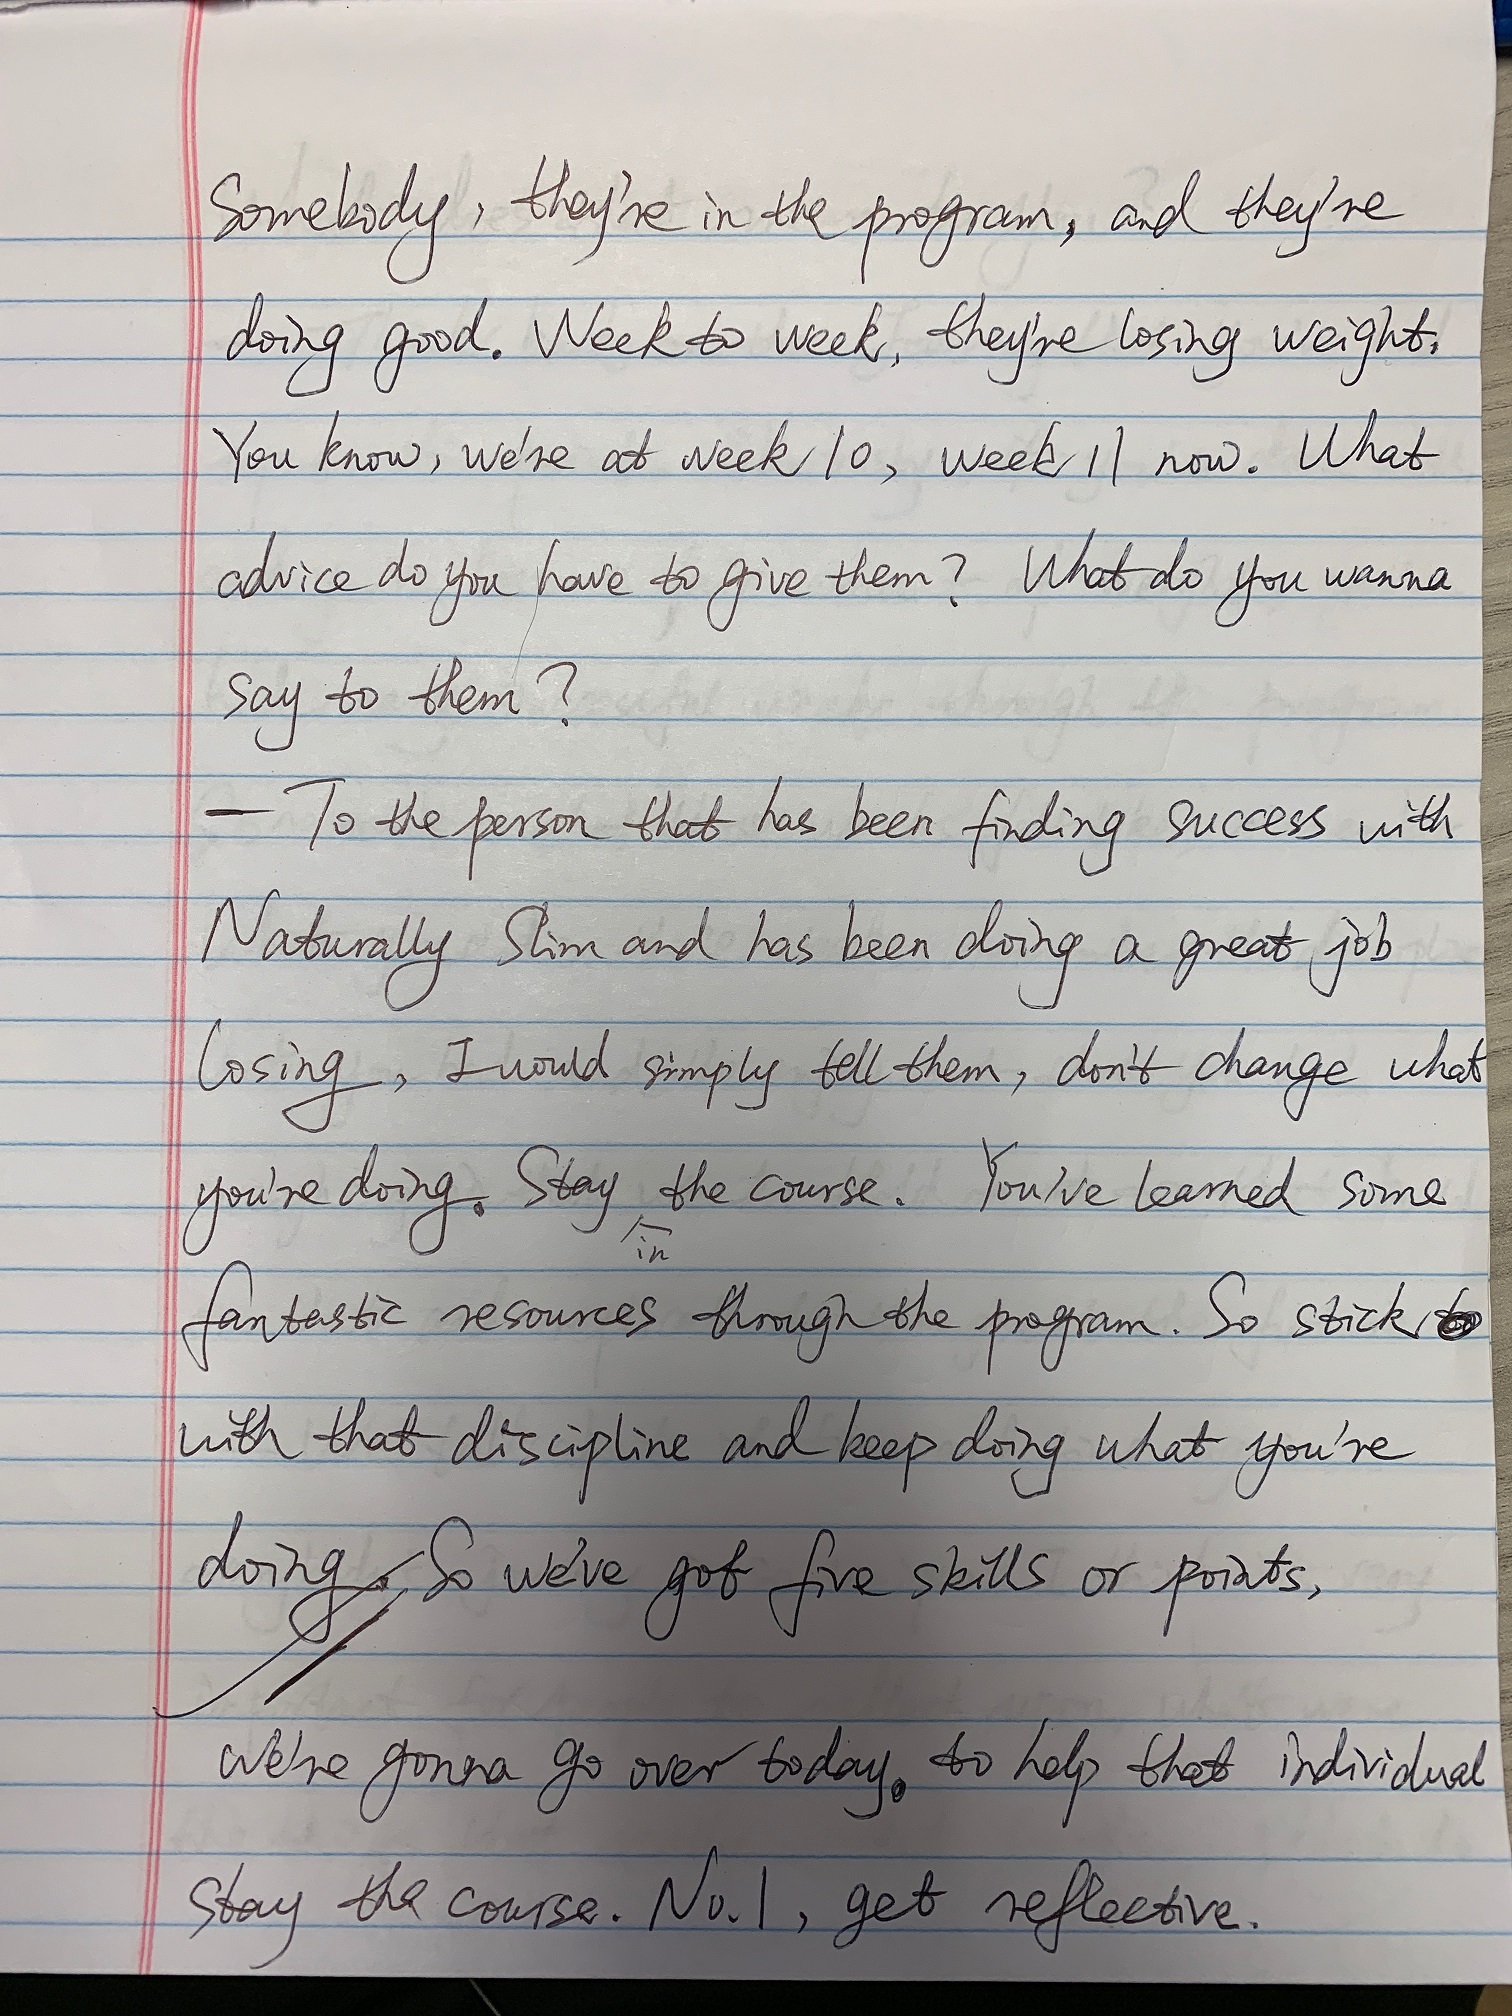 Somebody, they're in the program, and they're
doing good. Week to week, they're losing weight.
You know, we're at week 10, week 11 now. What
advice do you have to give them? What do you wanna
say to them?
— To the person that has been finding success with
Naturally Slim and has been doing a great job
losing, I would simply tell them, don't change what
you're doing. Stay the course. You've learned some
in
fantastic resources through the program. So stick
with that discipline and keep doing what you're
doing. So we've got five skills or points,
we're gonna go over today. to help that individual
stay the course. No.1, get reflective.